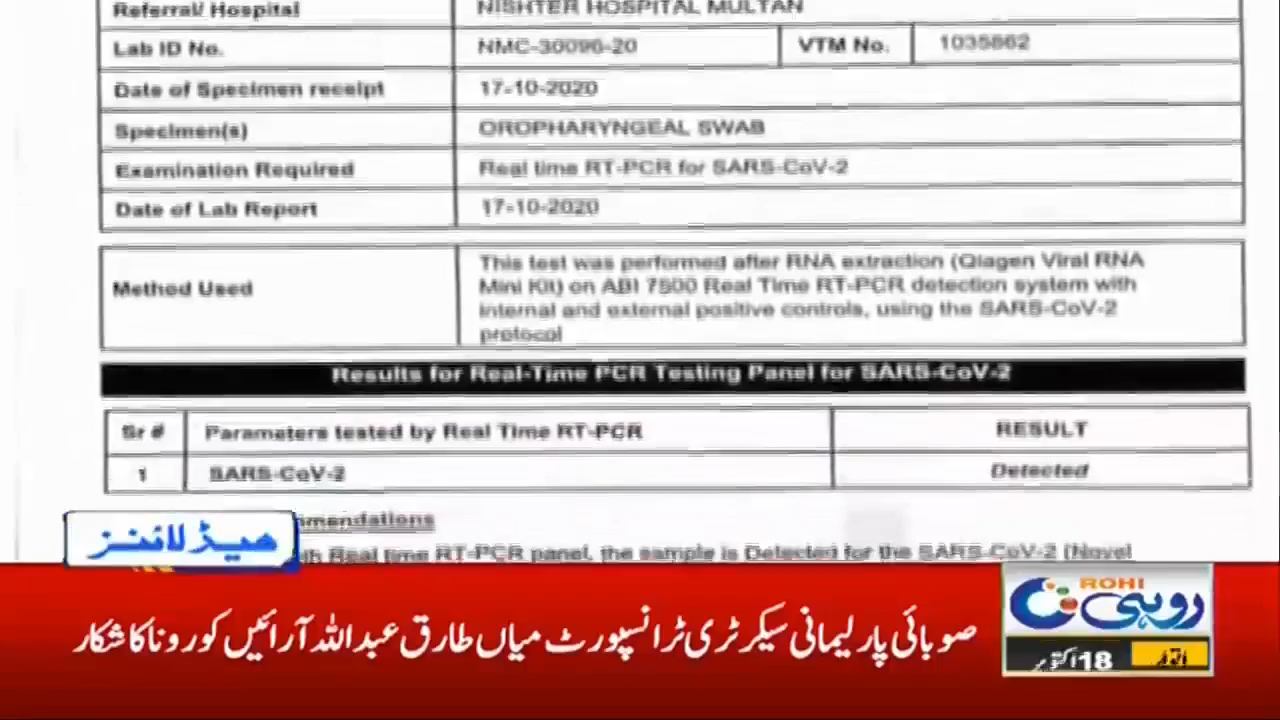 Referral/ Hospital NISHTER HOSPITAL MULTAN
Lab ID No. NMC-30096-20 VTM No. 1035862
Date of Specimen receipt 17-10-2020
Specimen(s) OROPHARYNGEAL SWAB
Examination Required Real time RT-PCR for SARS-CoV-2
Date of Lab Report 17-10-2020
Method Used
This test was performed after RNA extraction (Qiagen Viral RNA
Mini Kit) on ABI 7500 Real Time RT-PCR detection system with
internal and external positive controls, using the SARS-CoV-2
protocol
Results for Real-Time PCR Testing Panel for SARS-CoV-2
Sr # Parameters tested by Real Time RT-PCR RESULT
1 SARS-CoV-2 Detected
mmendations
Real time RT-PCR panel, the sample is Detected for the SARS-CoV-2 (Novel
ہیڈلائنز
صوبائی پارلیمانی سیکرٹری ٹرانسپورٹ میاں طارق عبداللہ آرائیں کورونا کا شکار
ROHI
روہی
اتوار 18 اکتوبر